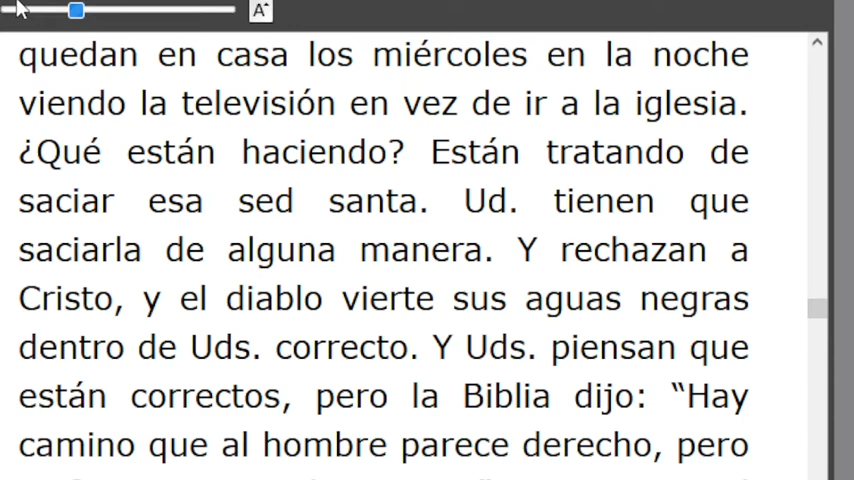 A
quedan en casa los miércoles en la noche
viendo la televisión en vez de ir a la iglesia.
¿Qué están haciendo? Están tratando de
saciar esa sed santa. Ud. tienen que
saciarla de alguna manera. Y rechazan a
Cristo, y el diablo vierte sus aguas negras
dentro de Uds. correcto. Y Uds. piensan que
están correctos, pero la Biblia dijo: “Hay
camino que al hombre parece derecho, pero